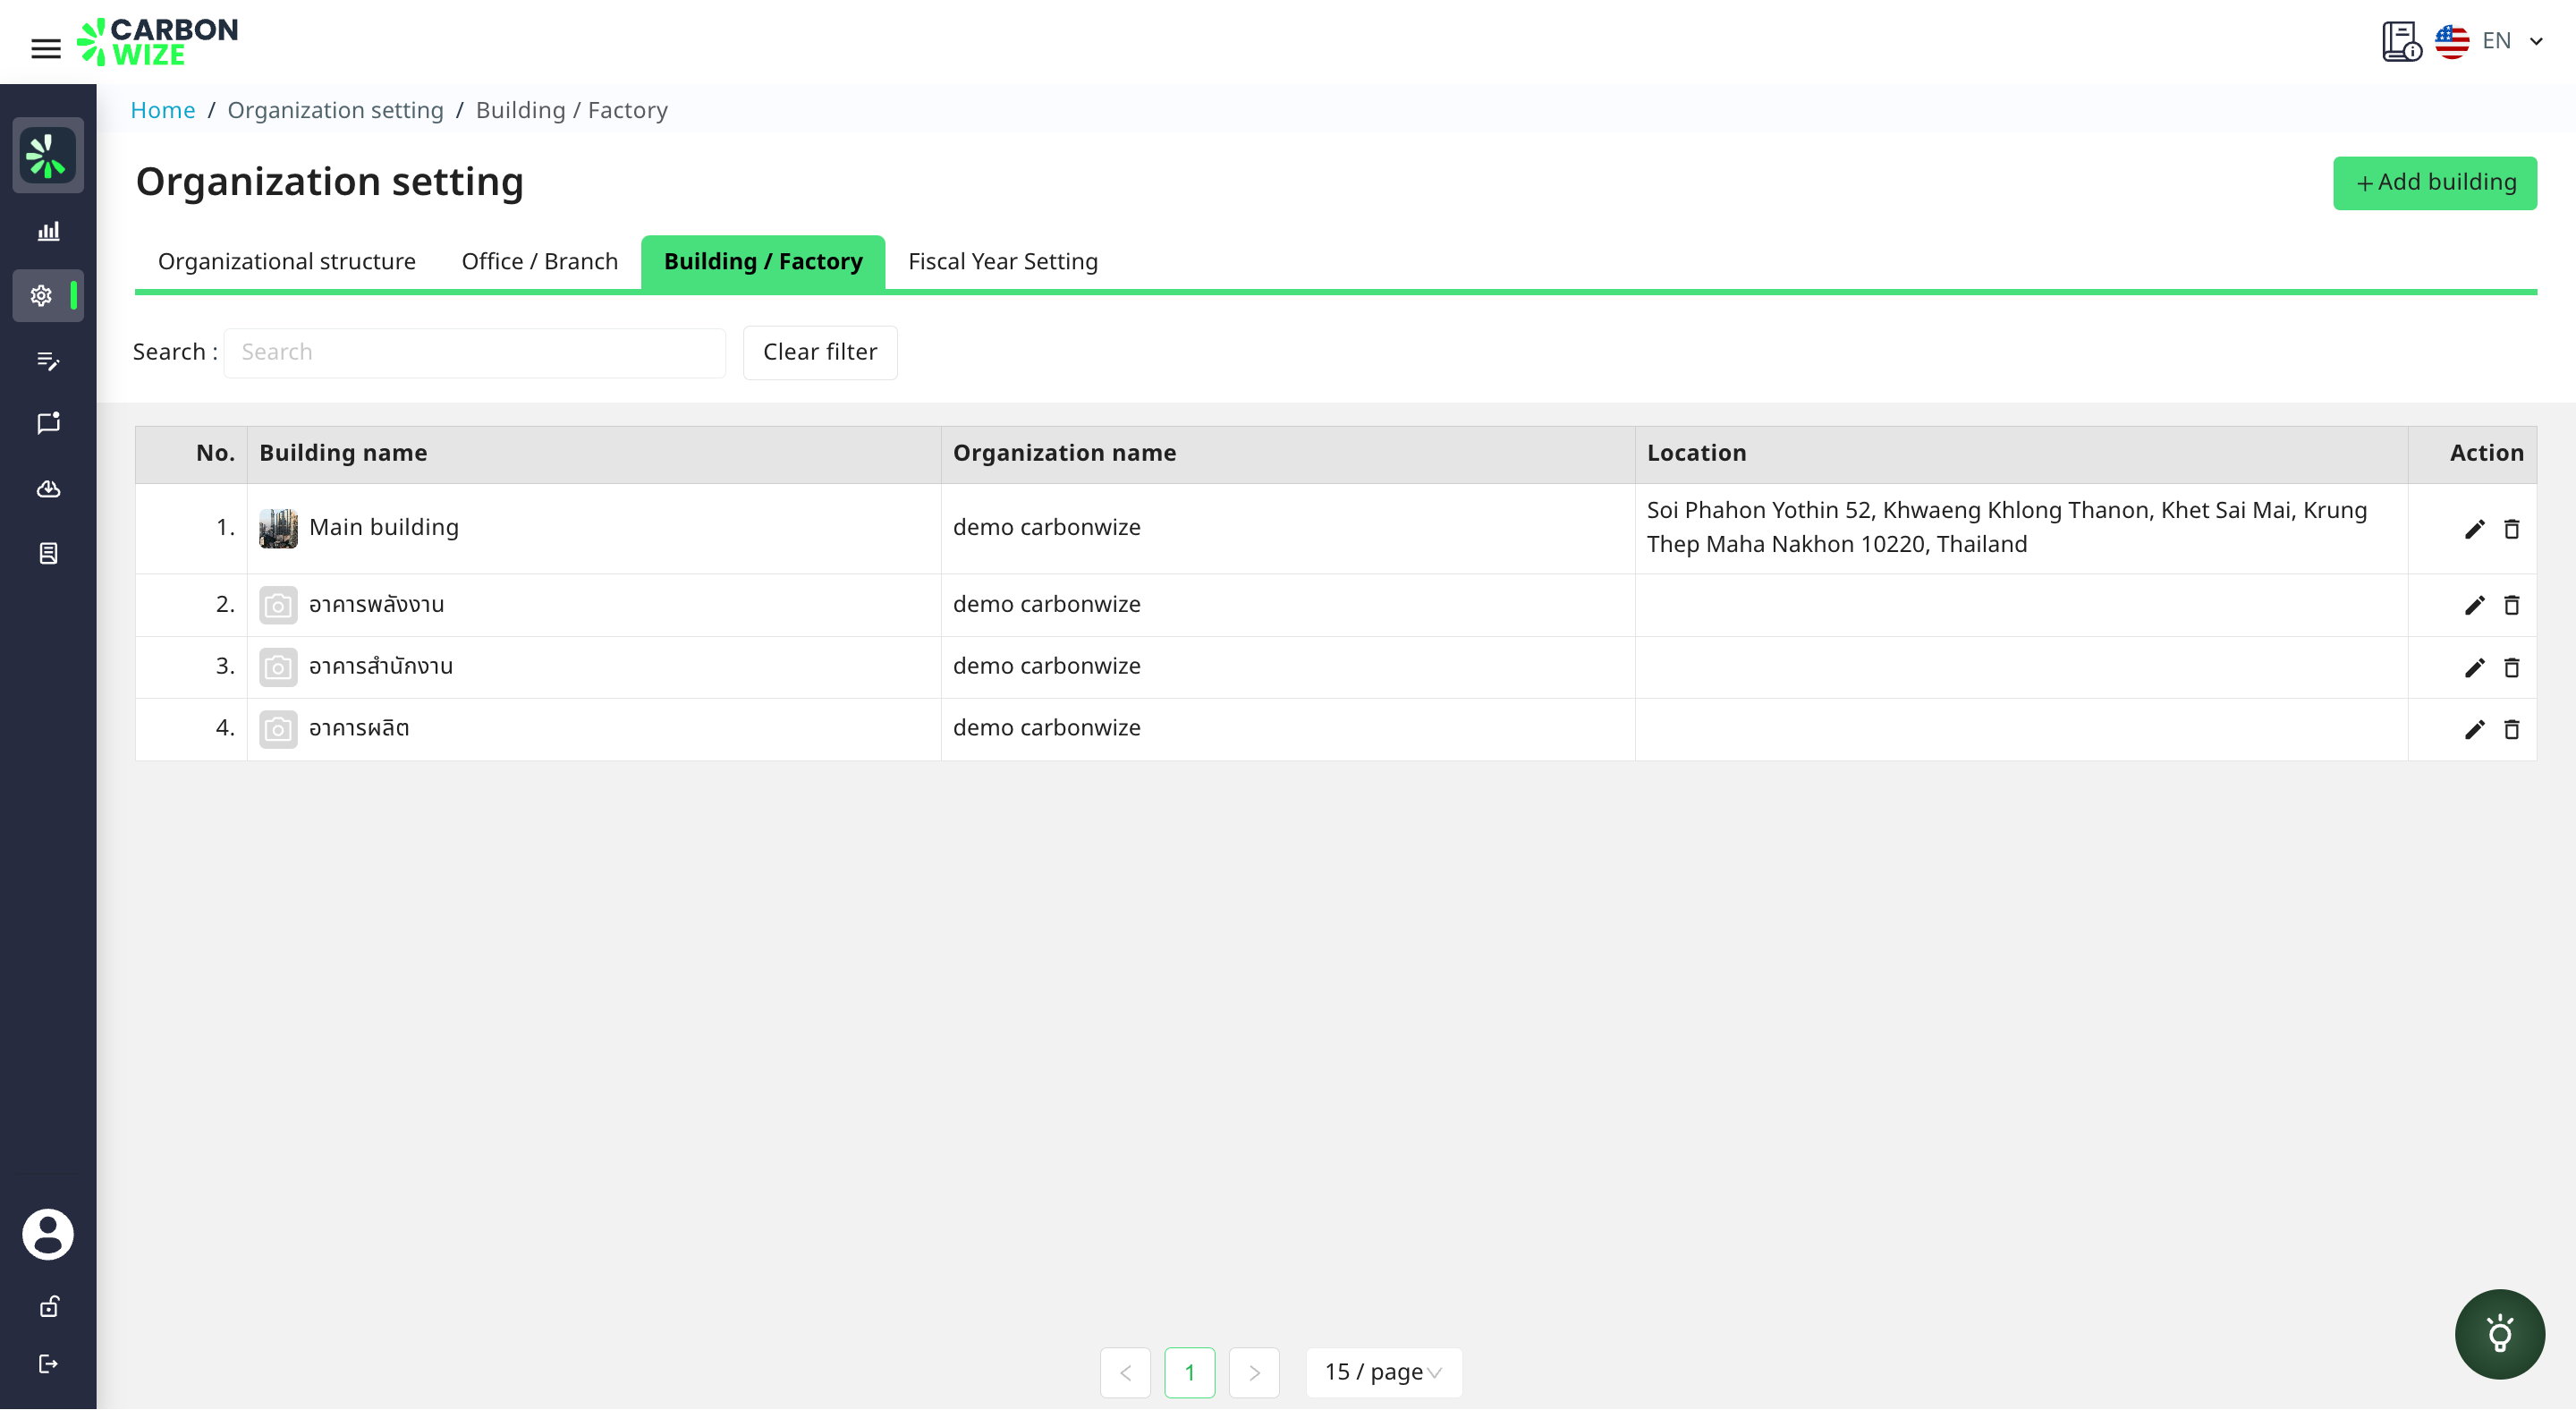 CARBON
WIZE
EN
Home / Organization setting / Building / Factory
Organization setting
+ Add building
Organizational structure Office / Branch Building / Factory Fiscal Year Setting
Search : Search Clear filter
No. Building name Organization name Location Action
1. Main building demo carbonwize Soi Phahon Yothin 52, Khwaeng Khlong Thanon, Khet Sai Mai, Krung
Thep Maha Nakhon 10220, Thailand
2. อาคารพลังงาน demo carbonwize
3. อาคารสำนักงาน demo carbonwize
4. อาคารผลิต demo carbonwize
< 1 > 15 / page